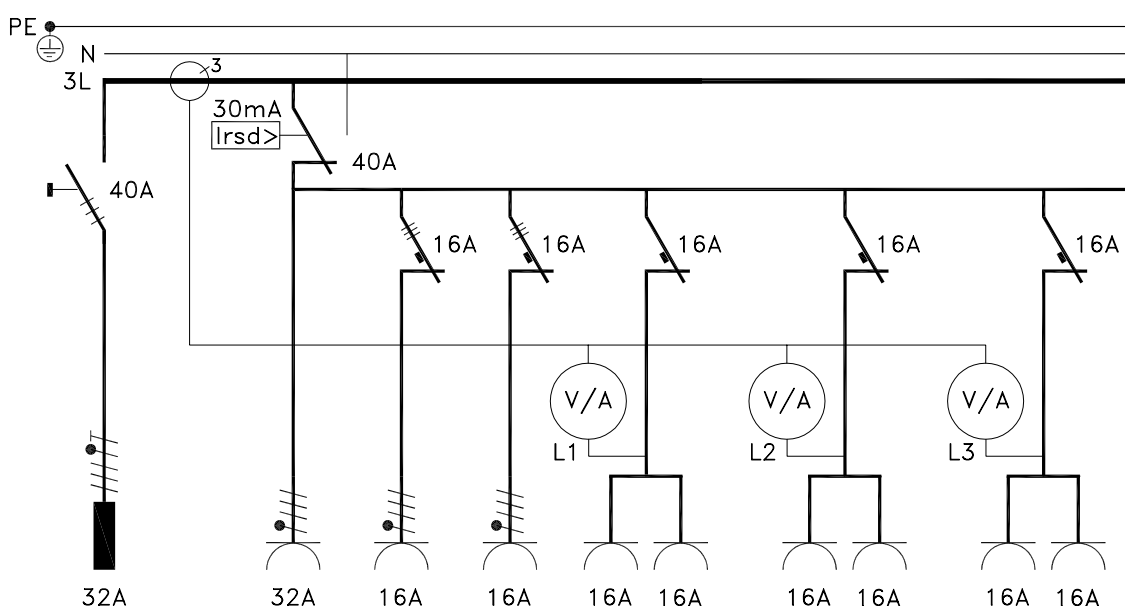 PE
N
3L 3
30mA
Irsd>
40A 40A
16A 16A 16A 16A 16A
V/A V/A V/A
L1 L2 L3
32A 32A 16A 16A 16A 16A 16A 16A 16A 16A